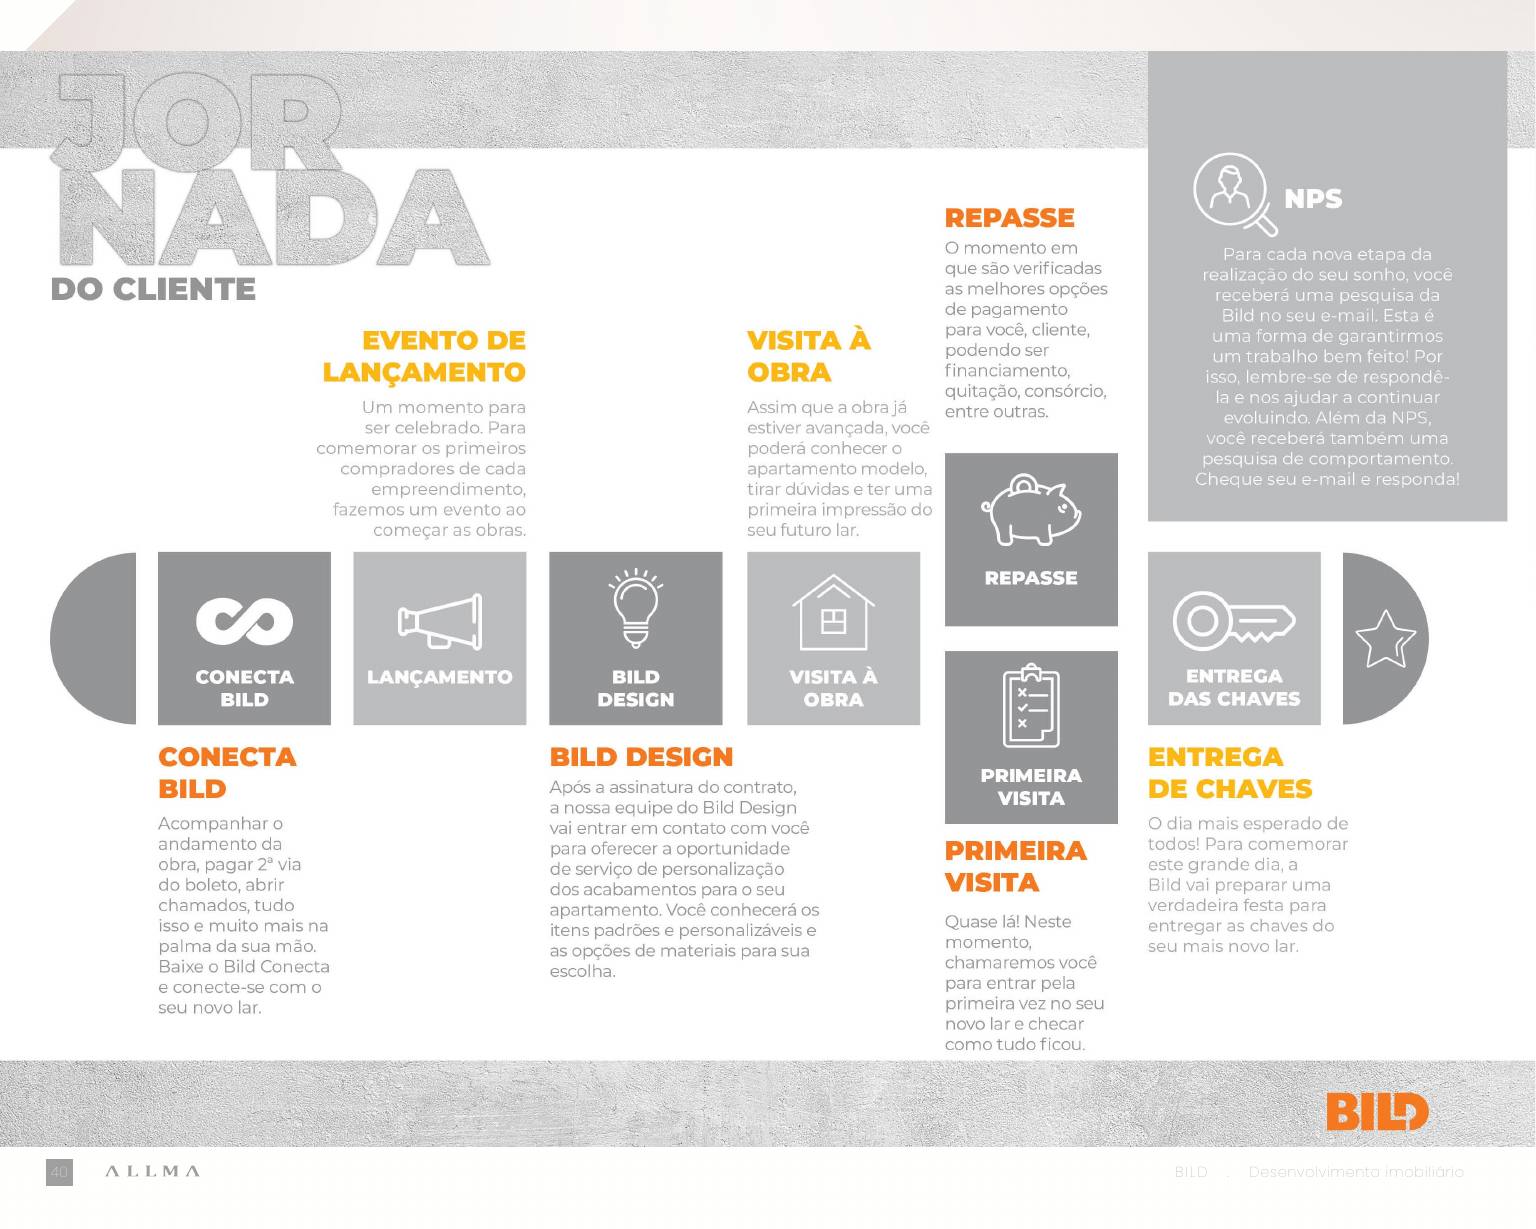 JOR
NADA
DO CLIENTE
EVENTO DE
LANÇAMENTO
Um momento para
ser celebrado. Para
comemorar os primeiros
compradores de cada
empreendimento,
fazemos um evento ao
começar as obras.
VISITA À
OBRA
Assim que a obra já
estiver avançada, você
poderá conhecer o
apartamento modelo,
tirar dúvidas e ter uma
primeira impressão do
seu futuro lar.
REPASSE
O momento em
que são verificadas
as melhores opções
de pagamento
para você, cliente,
podendo ser
financiamento,
quitação, consórcio,
entre outras.
NPS
Para cada nova etapa da
realização do seu sonho, você
receberá uma pesquisa da
Bild no seu e-mail. Esta é
uma forma de garantirmos
um trabalho bem feito! Por
isso, lembre-se de respondê-
la e nos ajudar a continuar
evoluindo. Além da NPS,
você receberá também uma
pesquisa de comportamento.
Cheque seu e-mail e responda!
CONECTA
BILD
LANÇAMENTO
BILD
DESIGN
VISITA À
OBRA
REPASSE
PRIMEIRA
VISITA
ENTREGA
DAS CHAVES
CONECTA
BILD
Acompanhar o
andamento da
obra, pagar 2ª via
do boleto, abrir
chamados, tudo
isso e muito mais na
palma da sua mão.
Baixe o Bild Conecta
e conecte-se com o
seu novo lar.
BILD DESIGN
Após a assinatura do contrato,
a nossa equipe do Bild Design
vai entrar em contato com você
para oferecer a oportunidade
de serviço de personalização
dos acabamentos para o seu
apartamento. Você conhecerá os
itens padrões e personalizáveis e
as opções de materiais para sua
escolha.
PRIMEIRA
VISITA
Quase lá! Neste
momento,
chamaremos você
para entrar pela
primeira vez no seu
novo lar e checar
como tudo ficou.
ENTREGA
DE CHAVES
O dia mais esperado de
todos! Para comemorar
este grande dia, a
Bild vai preparar uma
verdadeira festa para
entregar as chaves do
seu mais novo lar.
BILD
40 ALLMA
BILD . Desenvolvimento imobiliário